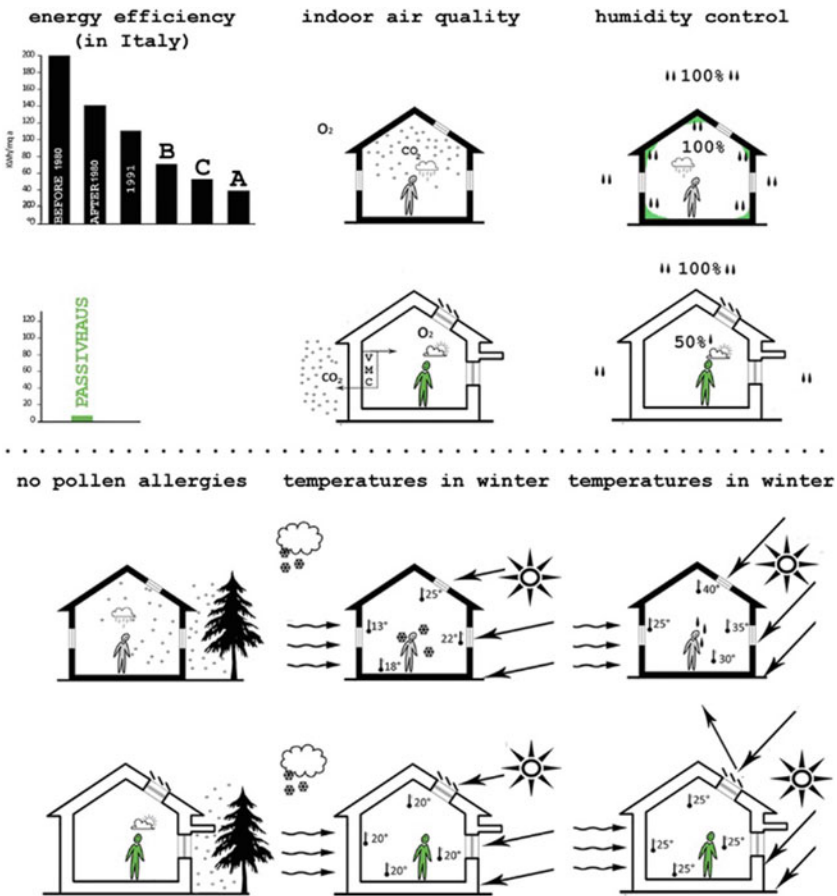 energy efficiency
(in Italy)
indoor air quality
humidity control
200
180
160
140
120
100
80
60
40
20
KWh/mq a
BEFORE 1980
AFTER 1980
1991
B
C
A
O2
CO2
100%
100%
120
100
80
60
40
20
0
PASSIVHAUS
CO2
V
M
C
O2
100%
50%
no pollen allergies
temperatures in winter
temperatures in winter
25°
13°
22°
18°
40°
25°
35°
30°
20°
20°
20°
20°
25°
25°
25°
25°